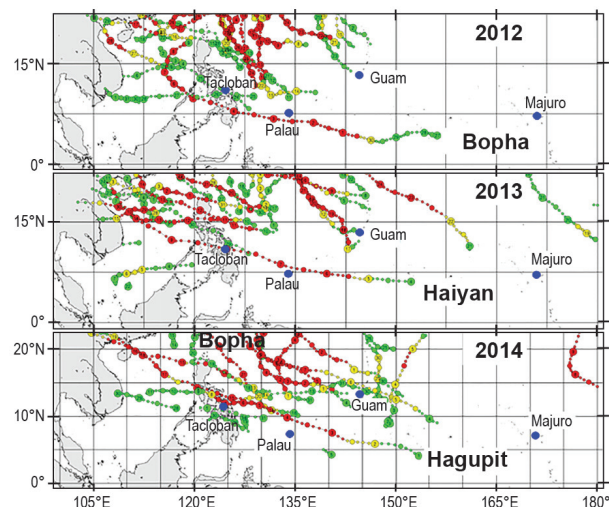 2012
15°N
Tacloban
Guam
Palau
Majuro
Bopha
0°
2013
15°N
Guam
Tacloban
Palau
Majuro
Haiyan
0°
Bopha
2014
20°N
Guam
10°N
Tacloban
Palau
Majuro
Hagupit
0°N
105°E 120°E 135°E 150°E 165°E 180°